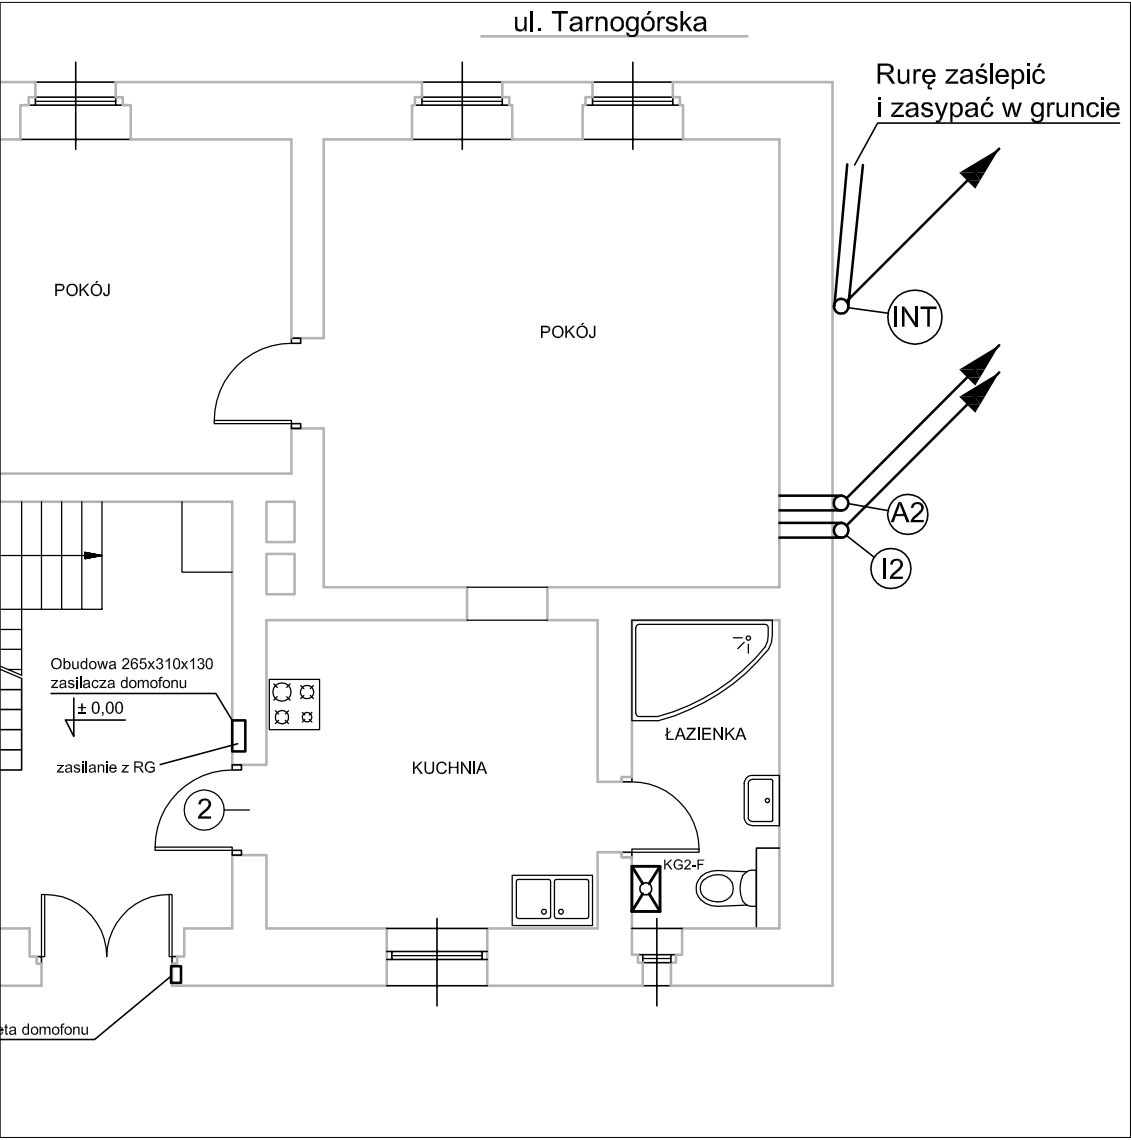 ul. Tarnogórska
Rurę zaślepić
i zasypać w gruncie
POKÓJ
POKÓJ
INT
A2
I2
Obudowa 265x310x130
zasilacza domofonu
± 0,00
zasilanie z RG
ŁAZIENKA
KUCHNIA
2
KG2-F
domofonu